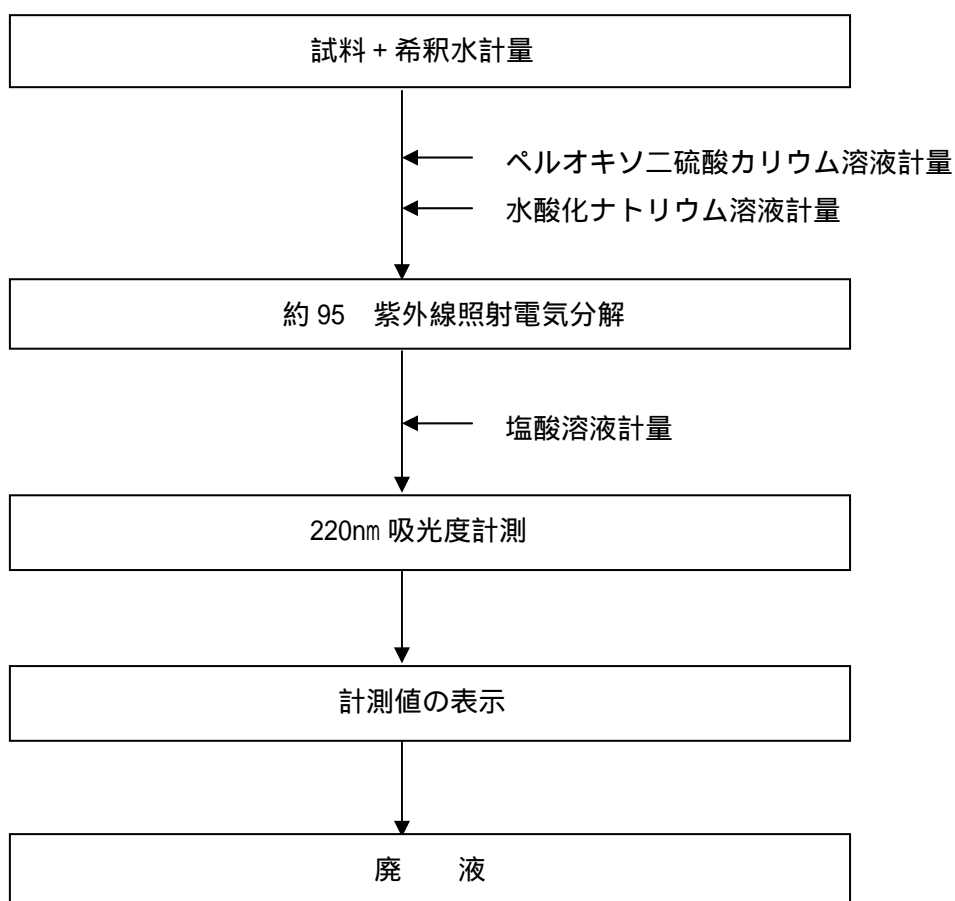 試料 + 希釈水計量
ペルオキソ二硫酸カリウム溶液計量
水酸化ナトリウム溶液計量
約 95　紫外線照射電気分解
塩酸溶液計量
220㎚ 吸光度計測
計測値の表示
廃　　液